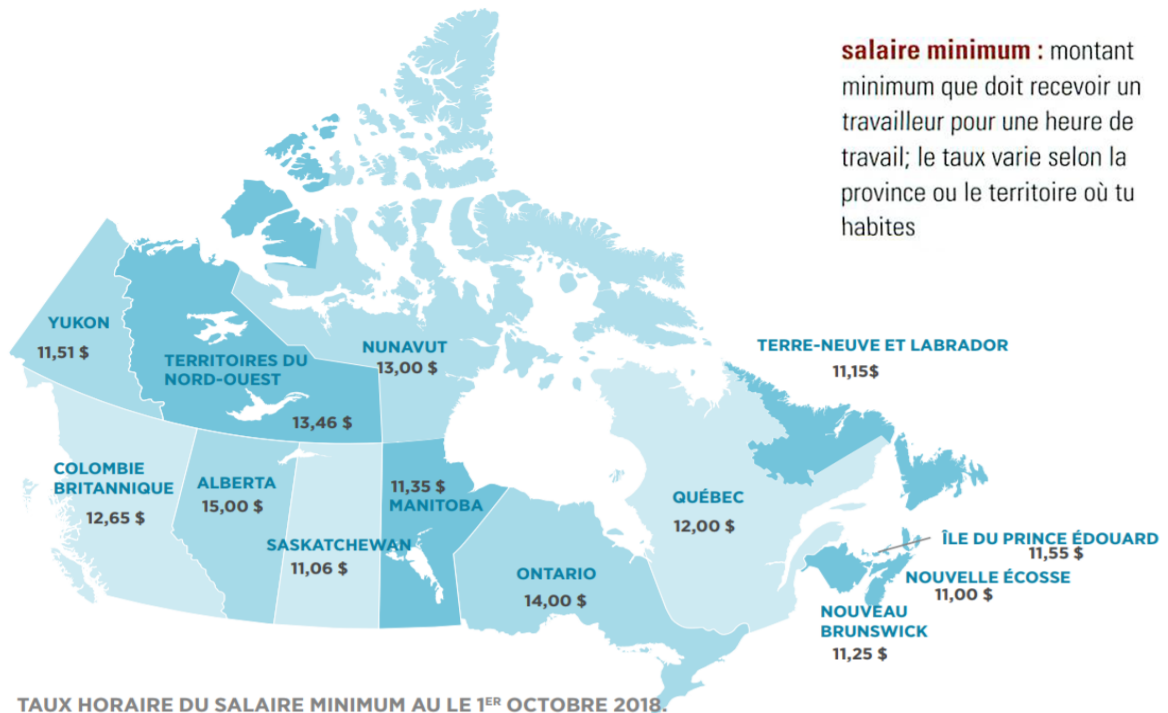 salaire minimum : montant
minimum que doit recevoir un
travailleur pour une heure de
travail; le taux varie selon la
province ou le territoire où tu
habites
YUKON
11,51 $
TERRITOIRES DU
NORD-OUEST
13,46 $
NUNAVUT
13,00 $
TERRE-NEUVE ET LABRADOR
11,15$
COLOMBIE
BRITANNIQUE
12,65 $
ALBERTA
15,00 $
SASKATCHEWAN
11,06 $
11,35 $
MANITOBA
ONTARIO
14,00 $
QUÉBEC
12,00 $
ÎLE DU PRINCE ÉDOUARD
11,55 $
NOUVELLE ÉCOSSE
11,00 $
NOUVEAU
BRUNSWICK
11,25 $
TAUX HORAIRE DU SALAIRE MINIMUM AU LE 1ER OCTOBRE 2018.